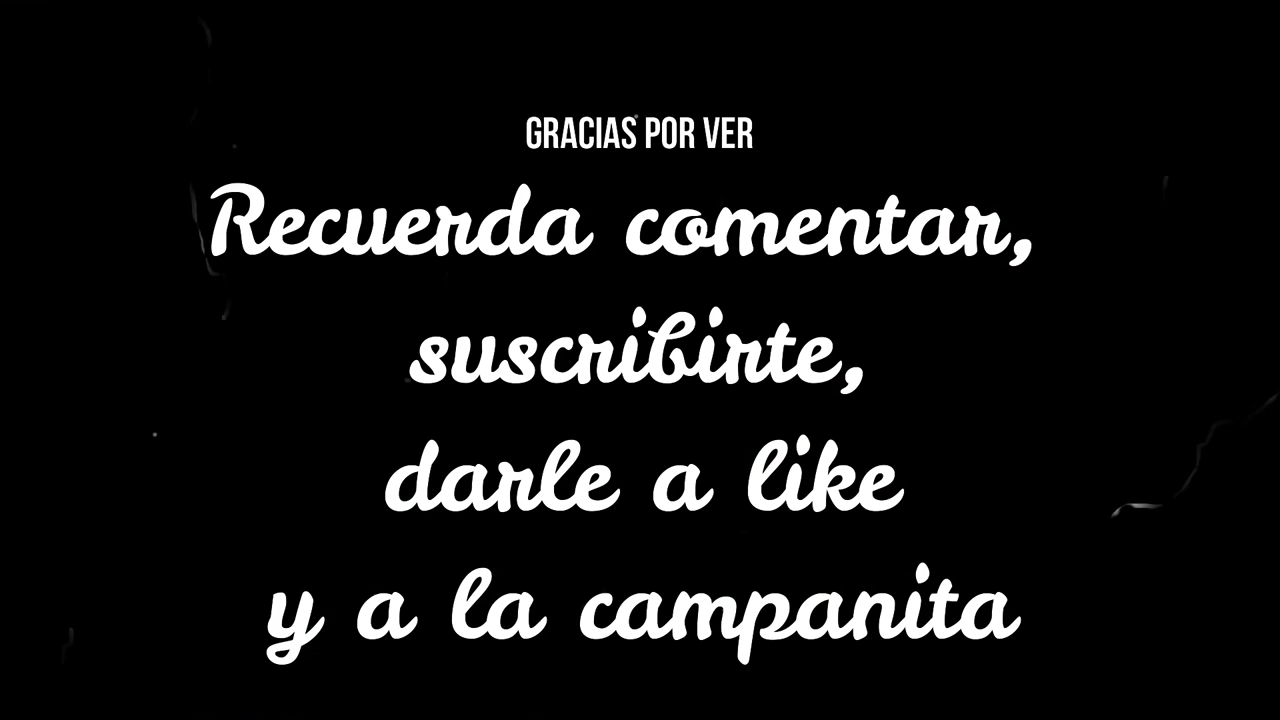 GRACIAS POR VER
Recuerda comentar,
suscribirte,
darle a like
y a la campanita